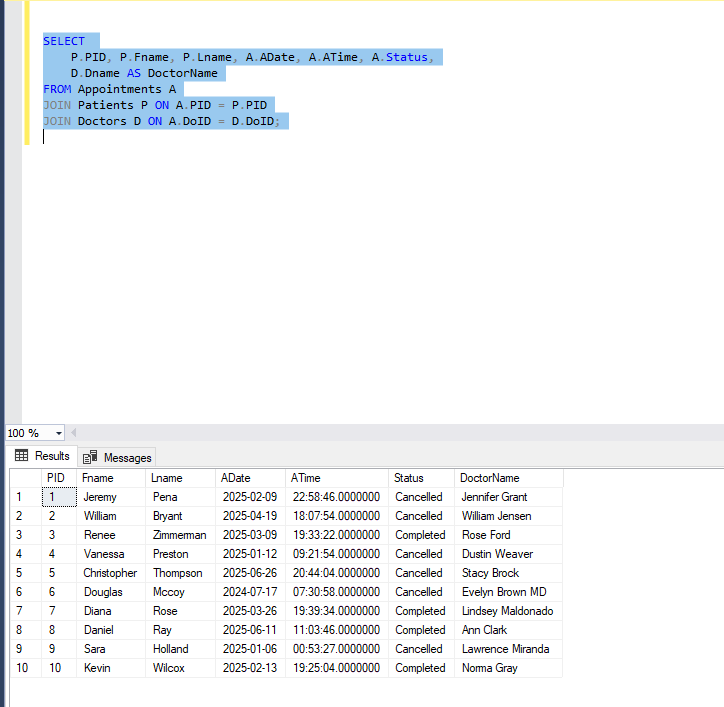 SELECT
P.PID, P.Fname, P.Lname, A.ADate, A.ATime, A.Status,
D.Dname AS DoctorName
FROM Appointments A
JOIN Patients P ON A.PID = P.PID
JOIN Doctors D ON A.DoID = D.DoID;
100 %
Results Messages
PID Fname Lname ADate ATime Status DoctorName
1 1 Jeremy Pena 2025-02-09 22:58:46.0000000 Cancelled Jennifer Grant
2 2 William Bryant 2025-04-19 18:07:54.0000000 Cancelled William Jensen
3 3 Renee Zimmerman 2025-03-09 19:33:22.0000000 Completed Rose Ford
4 4 Vanessa Preston 2025-01-12 09:21:54.0000000 Cancelled Dustin Weaver
5 5 Christopher Thompson 2025-06-26 20:44:04.0000000 Cancelled Stacy Brock
6 6 Douglas Mccoy 2024-07-17 07:30:58.0000000 Cancelled Evelyn Brown MD
7 7 Diana Rose 2025-03-26 19:39:34.0000000 Completed Lindsey Maldonado
8 8 Daniel Ray 2025-06-11 11:03:46.0000000 Completed Ann Clark
9 9 Sara Holland 2025-01-06 00:53:27.0000000 Cancelled Lawrence Miranda
10 10 Kevin Wilcox 2025-02-13 19:25:04.0000000 Completed Norma Gray